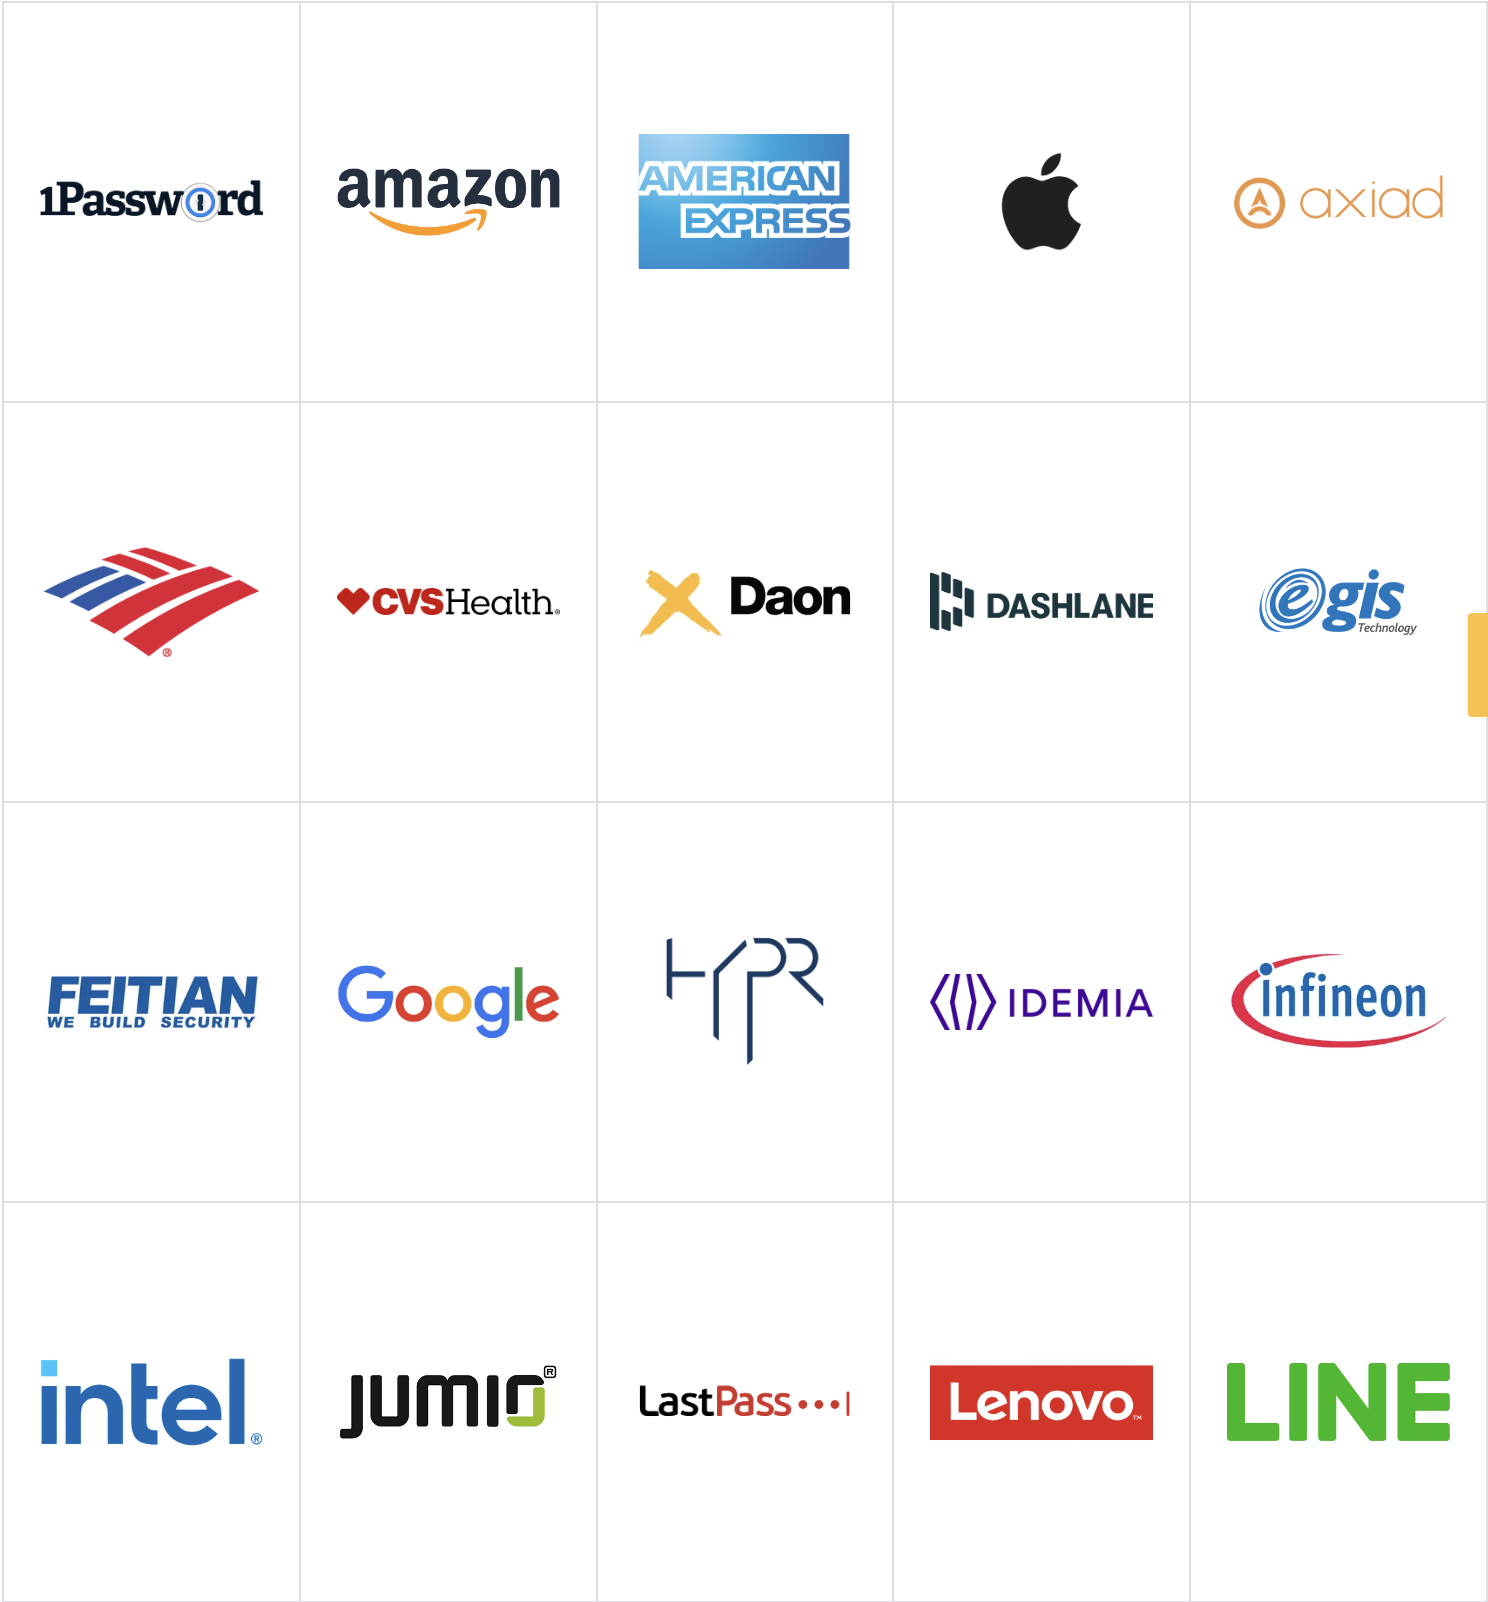 1Password
amazon
AMERICAN
EXPRESS
axiad
®
CVSHealth®
Daon
DASHLANE
egis
Technology
FEITIAN
WE BUILD SECURITY
Google
HYPR
IDEMIA
infineon
intel®
JUMIO®
LastPass
Lenovo™
LINE